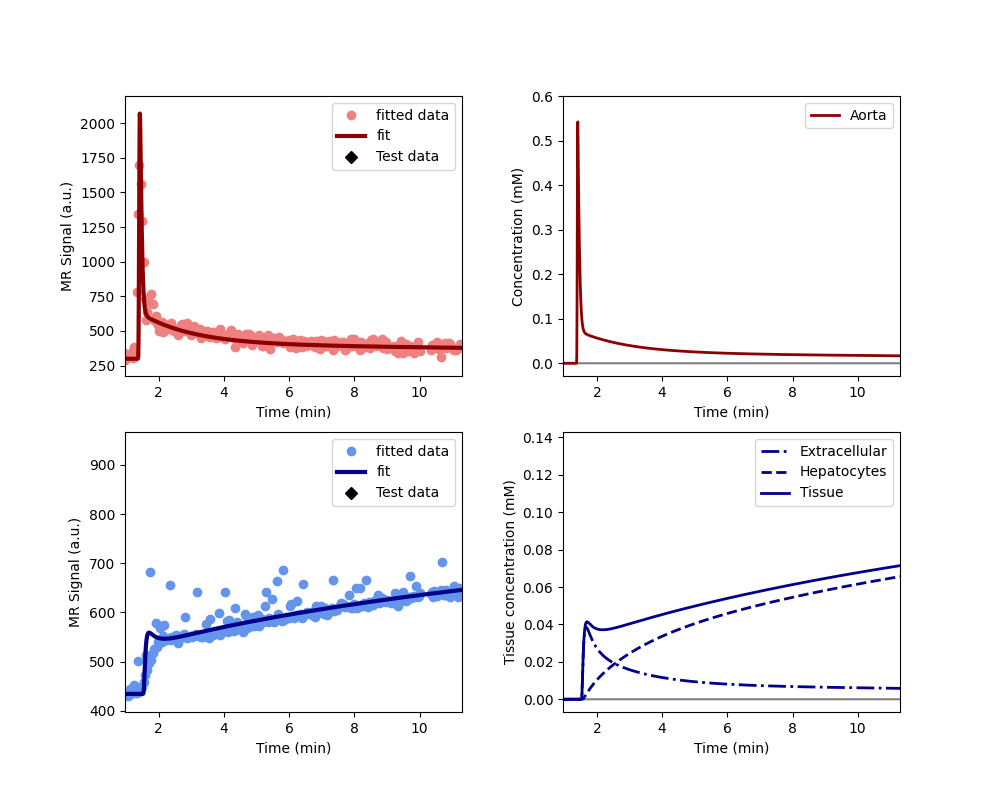 MR Signal (a.u.)
2000
1750
1500
1250
1000
750
500
250
fitted data
fit
Test data
2 4 6 8 10
Time (min)
Concentration (mM)
0.6
0.5
0.4
0.3
0.2
0.1
0.0
Aorta
2 4 6 8 10
Time (min)
MR Signal (a.u.)
900
800
700
600
500
400
fitted data
fit
Test data
2 4 6 8 10
Time (min)
Tissue concentration (mM)
0.14
0.12
0.10
0.08
0.06
0.04
0.02
0.00
Extracellular
Hepatocytes
Tissue
2 4 6 8 10
Time (min)